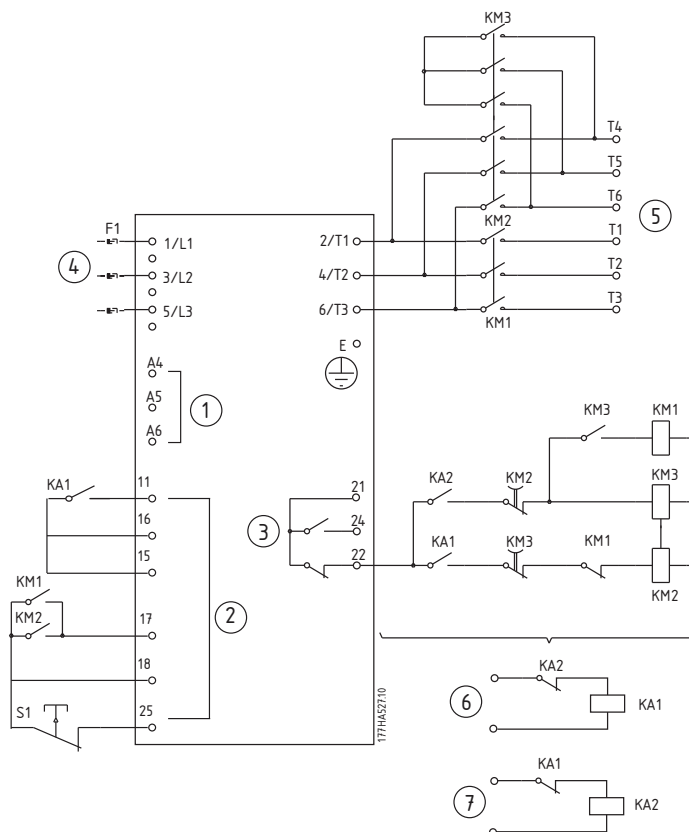 KM3
T4
T5
T6
5
F1
1/L1
2/T1
KM2
T1
4
3/L2
4/T2
T2
5/L3
6/T3
KM1
T3
E
A4
A5
1
A6
KM3
KM1
KA1
11
21
KA2
KM2
KM3
16
3
24
15
22
KA1
KM3
KM1
KM2
KM1
KM2
17
2
18
S1
25
177HA527.10
6
KA2
KA1
7
KA1
KA2